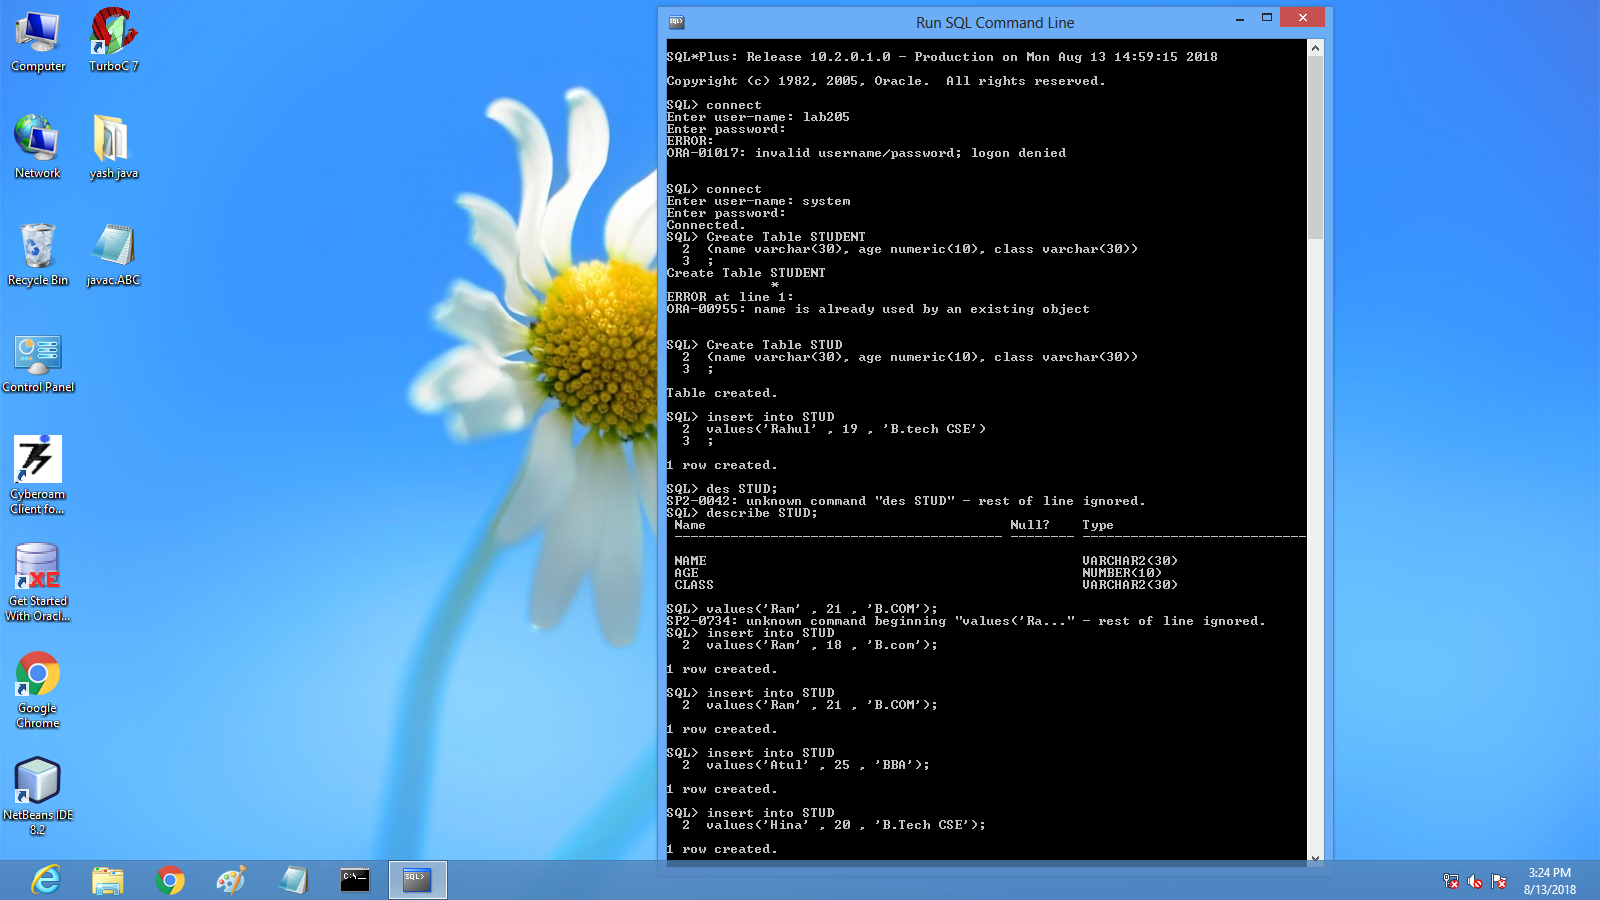 Computer
TurboC 7
Network
yash java
Recycle Bin
javac.ABC
Control Panel
Cyberoam
Client fo...
XE
Get Started
With Oracl...
Google
Chrome
NetBeans IDE
8.2
SQL>
Run SQL Command Line
SQL*Plus: Release 10.2.0.1.0 - Production on Mon Aug 13 14:59:15 2018
Copyright (c) 1982, 2005, Oracle.  All rights reserved.
SQL> connect
Enter user-name: lab205
Enter password:
ERROR:
ORA-01017: invalid username/password; logon denied
SQL> connect
Enter user-name: system
Enter password:
Connected.
SQL> Create Table STUDENT
  2  (name varchar(30), age numeric(10), class varchar(30))
  3  ;
Create Table STUDENT
             *
ERROR at line 1:
ORA-00955: name is already used by an existing object
SQL> Create Table STUD
  2  (name varchar(30), age numeric(10), class varchar(30))
  3  ;
Table created.
SQL> insert into STUD
  2  values('Rahul' , 19 , 'B.tech CSE')
  3  ;
1 row created.
SQL> des STUD;
SP2-0042: unknown command "des STUD" - rest of line ignored.
SQL> describe STUD;
 Name                                      Null?    Type
 ----------------------------------------- -------- ----------------------------
 NAME                                               VARCHAR2(30)
 AGE                                                NUMBER(10)
 CLASS                                              VARCHAR2(30)
SQL> values('Ram' , 21 , 'B.COM');
SP2-0734: unknown command beginning "values('Ra..." - rest of line ignored.
SQL> insert into STUD
  2  values('Ram' , 18 , 'B.com');
1 row created.
SQL> insert into STUD
  2  values('Ram' , 21 , 'B.COM');
1 row created.
SQL> insert into STUD
  2  values('Atul' , 25 , 'BBA');
1 row created.
SQL> insert into STUD
  2  values('Hina' , 20 , 'B.Tech CSE');
1 row created.
C:\_
SQL>
3:24 PM
8/13/2018